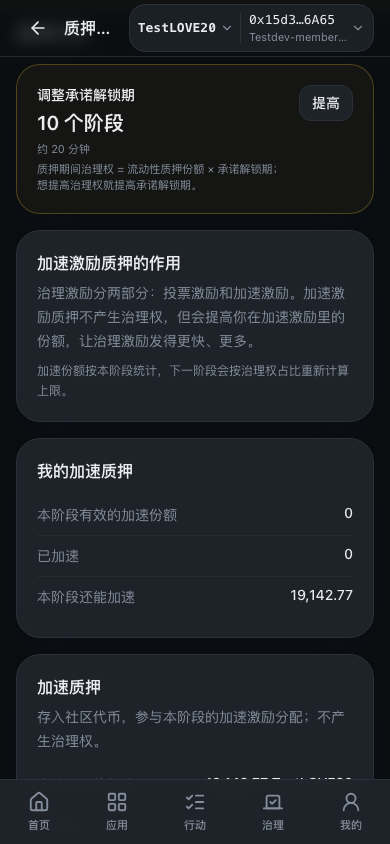 质押...
TestLOVE20
0x15d3…6A65
Testdev-member...
调整承诺解锁期
10 个阶段
提高
约 20 分钟
质押期间治理权 = 流动性质押份额 × 承诺解锁期；
想提高治理权就提高承诺解锁期。
加速激励质押的作用
治理激励分两部分：投票激励和加速激励。加速激
励质押不产生治理权，但会提高你在加速激励里的
份额，让治理激励发得更快、更多。
加速份额按本阶段统计，下一阶段会按治理权占比重新计算
上限。
我的加速质押
本阶段有效的加速份额
0
已加速
0
本阶段还能加速
19,142.77
加速质押
存入社区代币，参与本阶段的加速激励分配；不产
生治理权。
首页
应用
行动
治理
我的